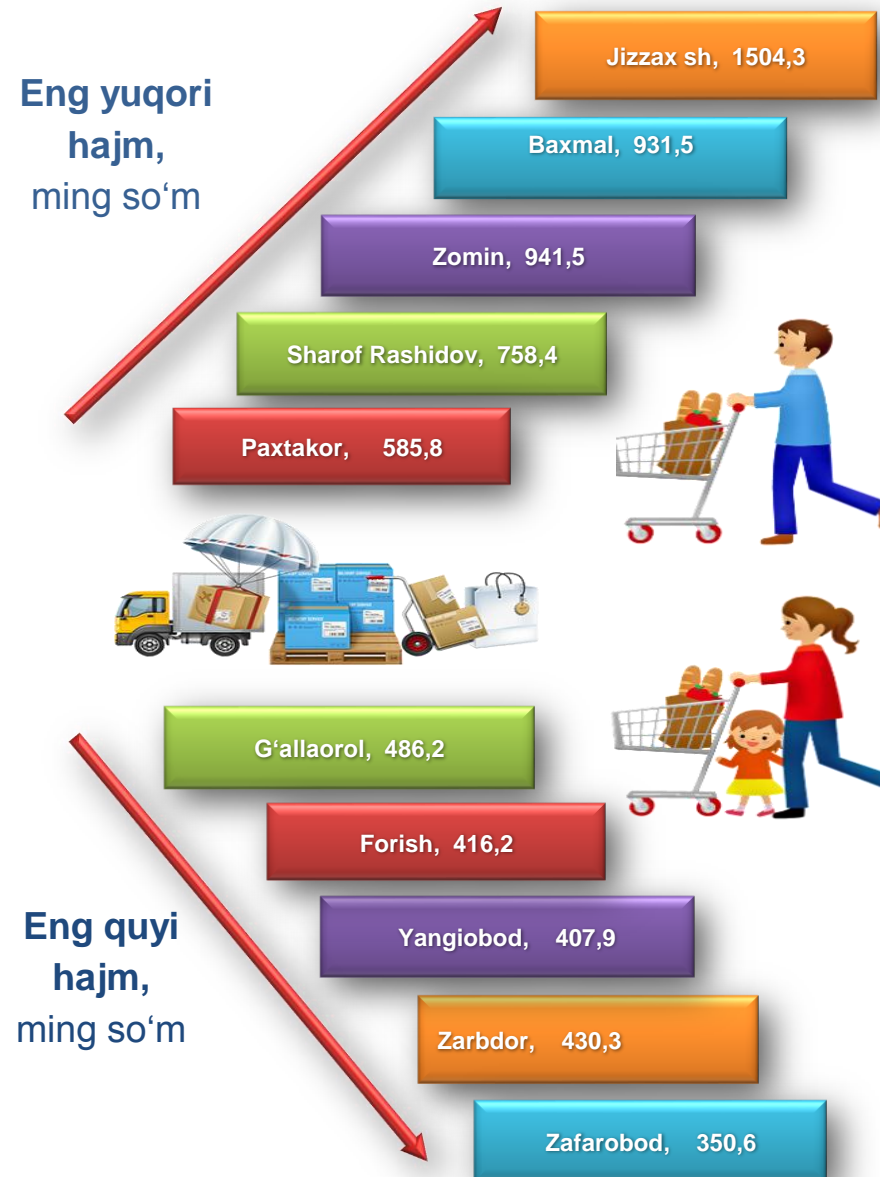 Eng yuqori
hajm,
ming so‘m
Jizzax sh, 1504,3
Baxmal, 931,5
Zomin, 941,5
Sharof Rashidov, 758,4
Paxtakor, 585,8
G‘allaorol, 486,2
Forish, 416,2
Eng quyi
hajm,
ming so‘m
Yangiobod, 407,9
Zarbdor, 430,3
Zafarobod, 350,6